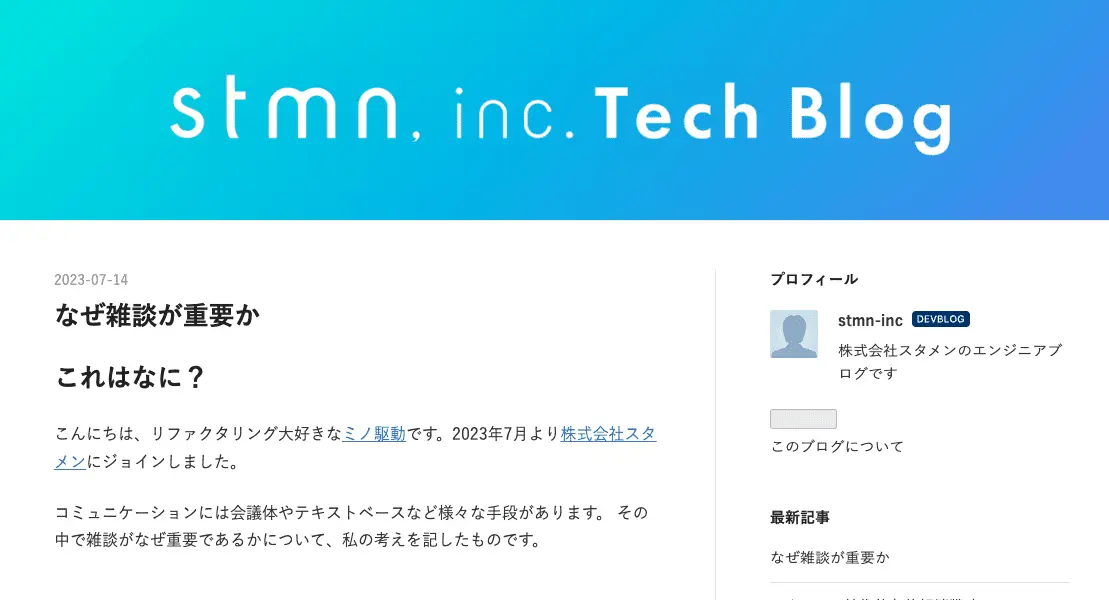 stmn, inc. Tech Blog
2023-07-14
なぜ雑談が重要か
これはなに？
こんにちは、リファクタリング大好きなミノ駆動です。2023年7月より株式会社スタ
メンにジョインしました。
コミュニケーションには会議体やテキストベースなど様々な手段があります。 その
中で雑談がなぜ重要であるかについて、私の考えを記したものです。
プロフィール
stmn-inc DEVBLOG
株式会社スタメンのエンジニアブ
ログです
このブログについて
最新記事
なぜ雑談が重要か